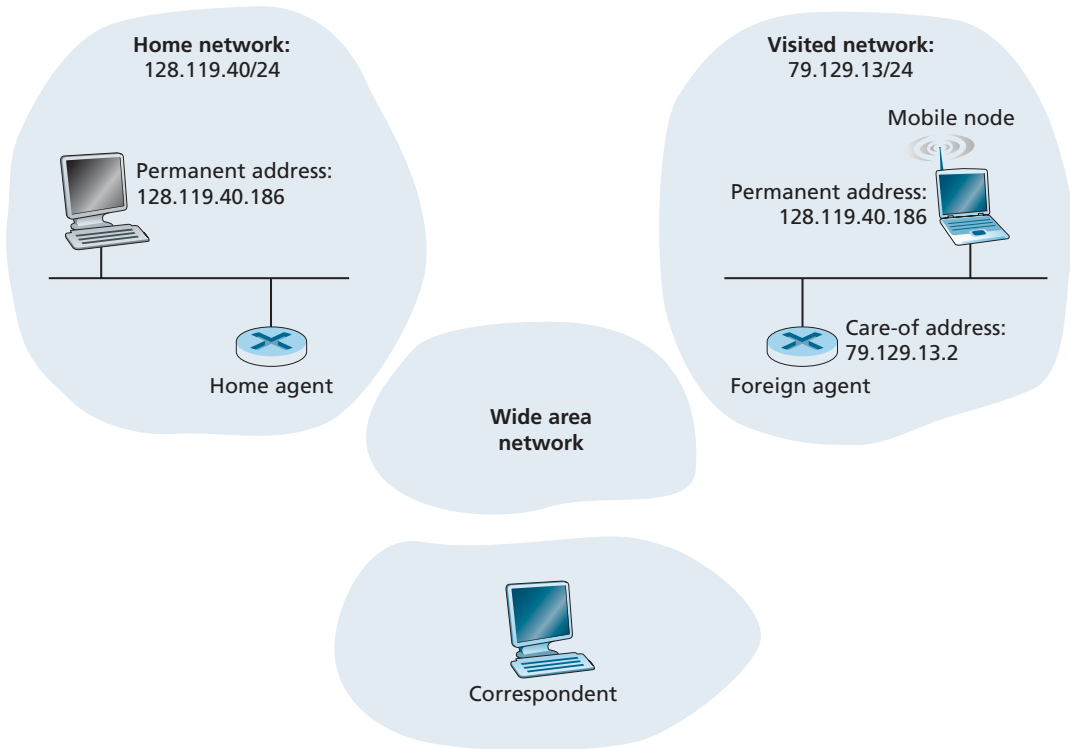 Home network:
128.119.40/24
Permanent address:
128.119.40.186
Home agent
Visited network:
79.129.13/24
Mobile node
Permanent address:
128.119.40.186
Care-of address:
79.129.13.2
Foreign agent
Wide area
network
Correspondent